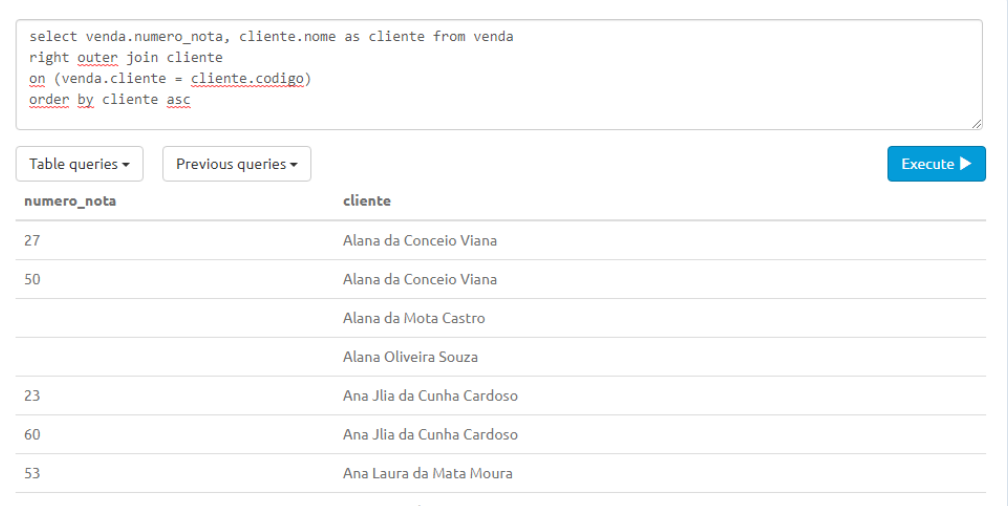 select venda.numero_nota, cliente.nome as cliente from venda
right outer join cliente
on (venda.cliente = cliente.codigo)
order by cliente asc
Table queries Previous queries Execute
numero_nota cliente
27 Alana da Conceio Viana
50 Alana da Conceio Viana
Alana da Mota Castro
Alana Oliveira Souza
23 Ana Jlia da Cunha Cardoso
60 Ana Jlia da Cunha Cardoso
53 Ana Laura da Mata Moura